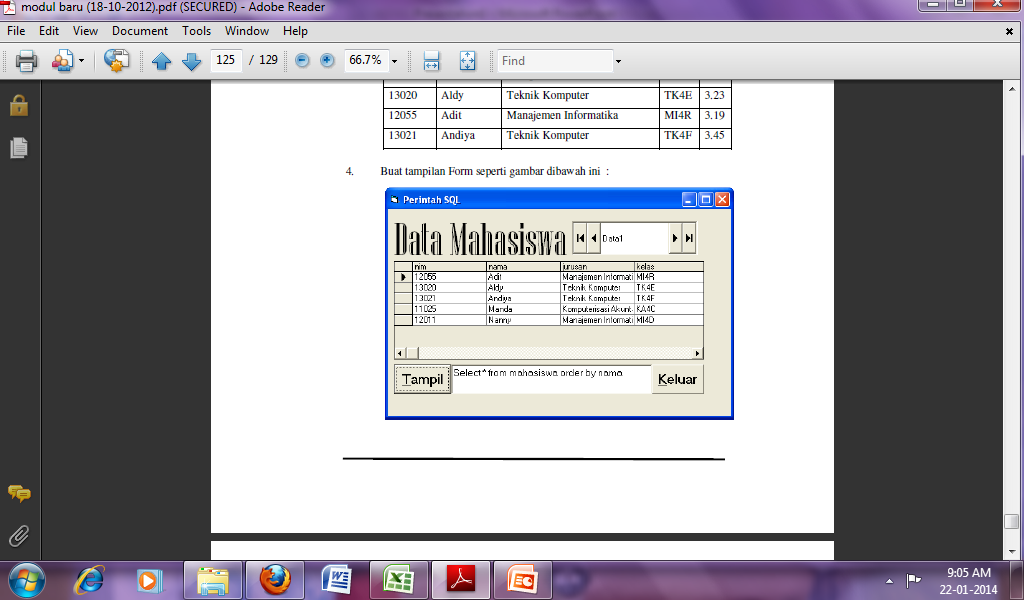 modul baru (18-10-2012).pdf (SECURED) - Adobe Reader
File Edit View Document Tools Window Help
125 / 129 66.7% Find
13020 Aldy Teknik Komputer TK4E 3.23
12055 Adit Manajemen Informatika MI4R 3.19
13021 Andiya Teknik Komputer TK4F 3.45
4. Buat tampilan Form seperti gambar dibawah ini :
Perintah SQL
Data Mahasiswa Data1
nim nama jurusan kelas
12055 Adit Manajemen Informati MI4R
13020 Aldy Teknik Komputer TK4E
13021 Andiya Teknik Komputer TK4F
11025 Manda Komputerisasi Akunt KA4C
12011 Nanny Manajemen Informati MI4D
Tampil Select * from mahasiswa order by nama Keluar
9:05 AM
22-01-2014